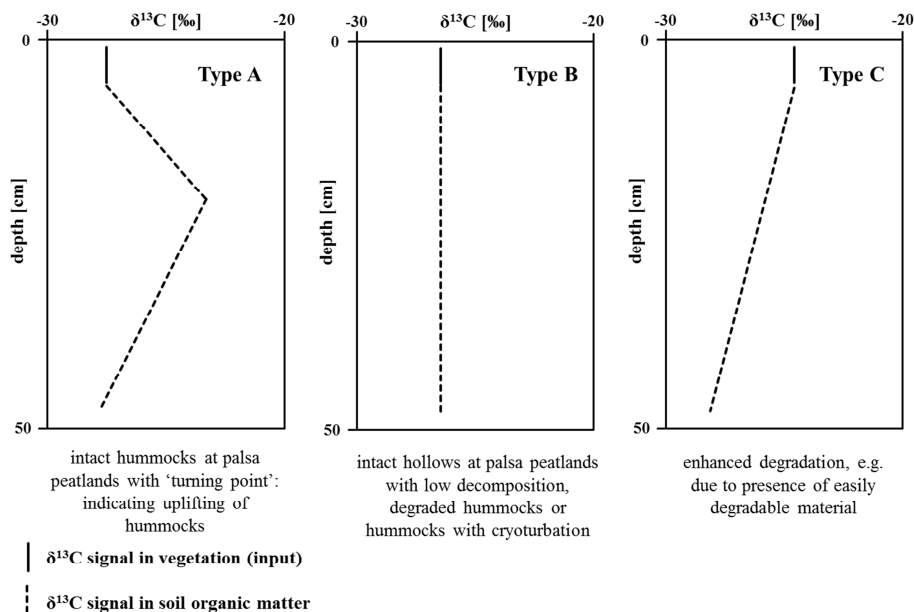 -30 δ¹³C [‰] -20
0
Type A
depth [cm]
50
intact hummocks at palsa
peatlands with ‘turning point’:
indicating uplifting of
hummocks
-30 δ¹³C [‰] -20
0
Type B
depth [cm]
50
intact hollows at palsa peatlands
with low decomposition,
degraded hummocks or
hummocks with cryoturbation
-30 δ¹³C [‰] -20
0
Type C
depth [cm]
50
enhanced degradation, e.g.
due to presence of easily
degradable material
δ¹³C signal in vegetation (input)
δ¹³C signal in soil organic matter